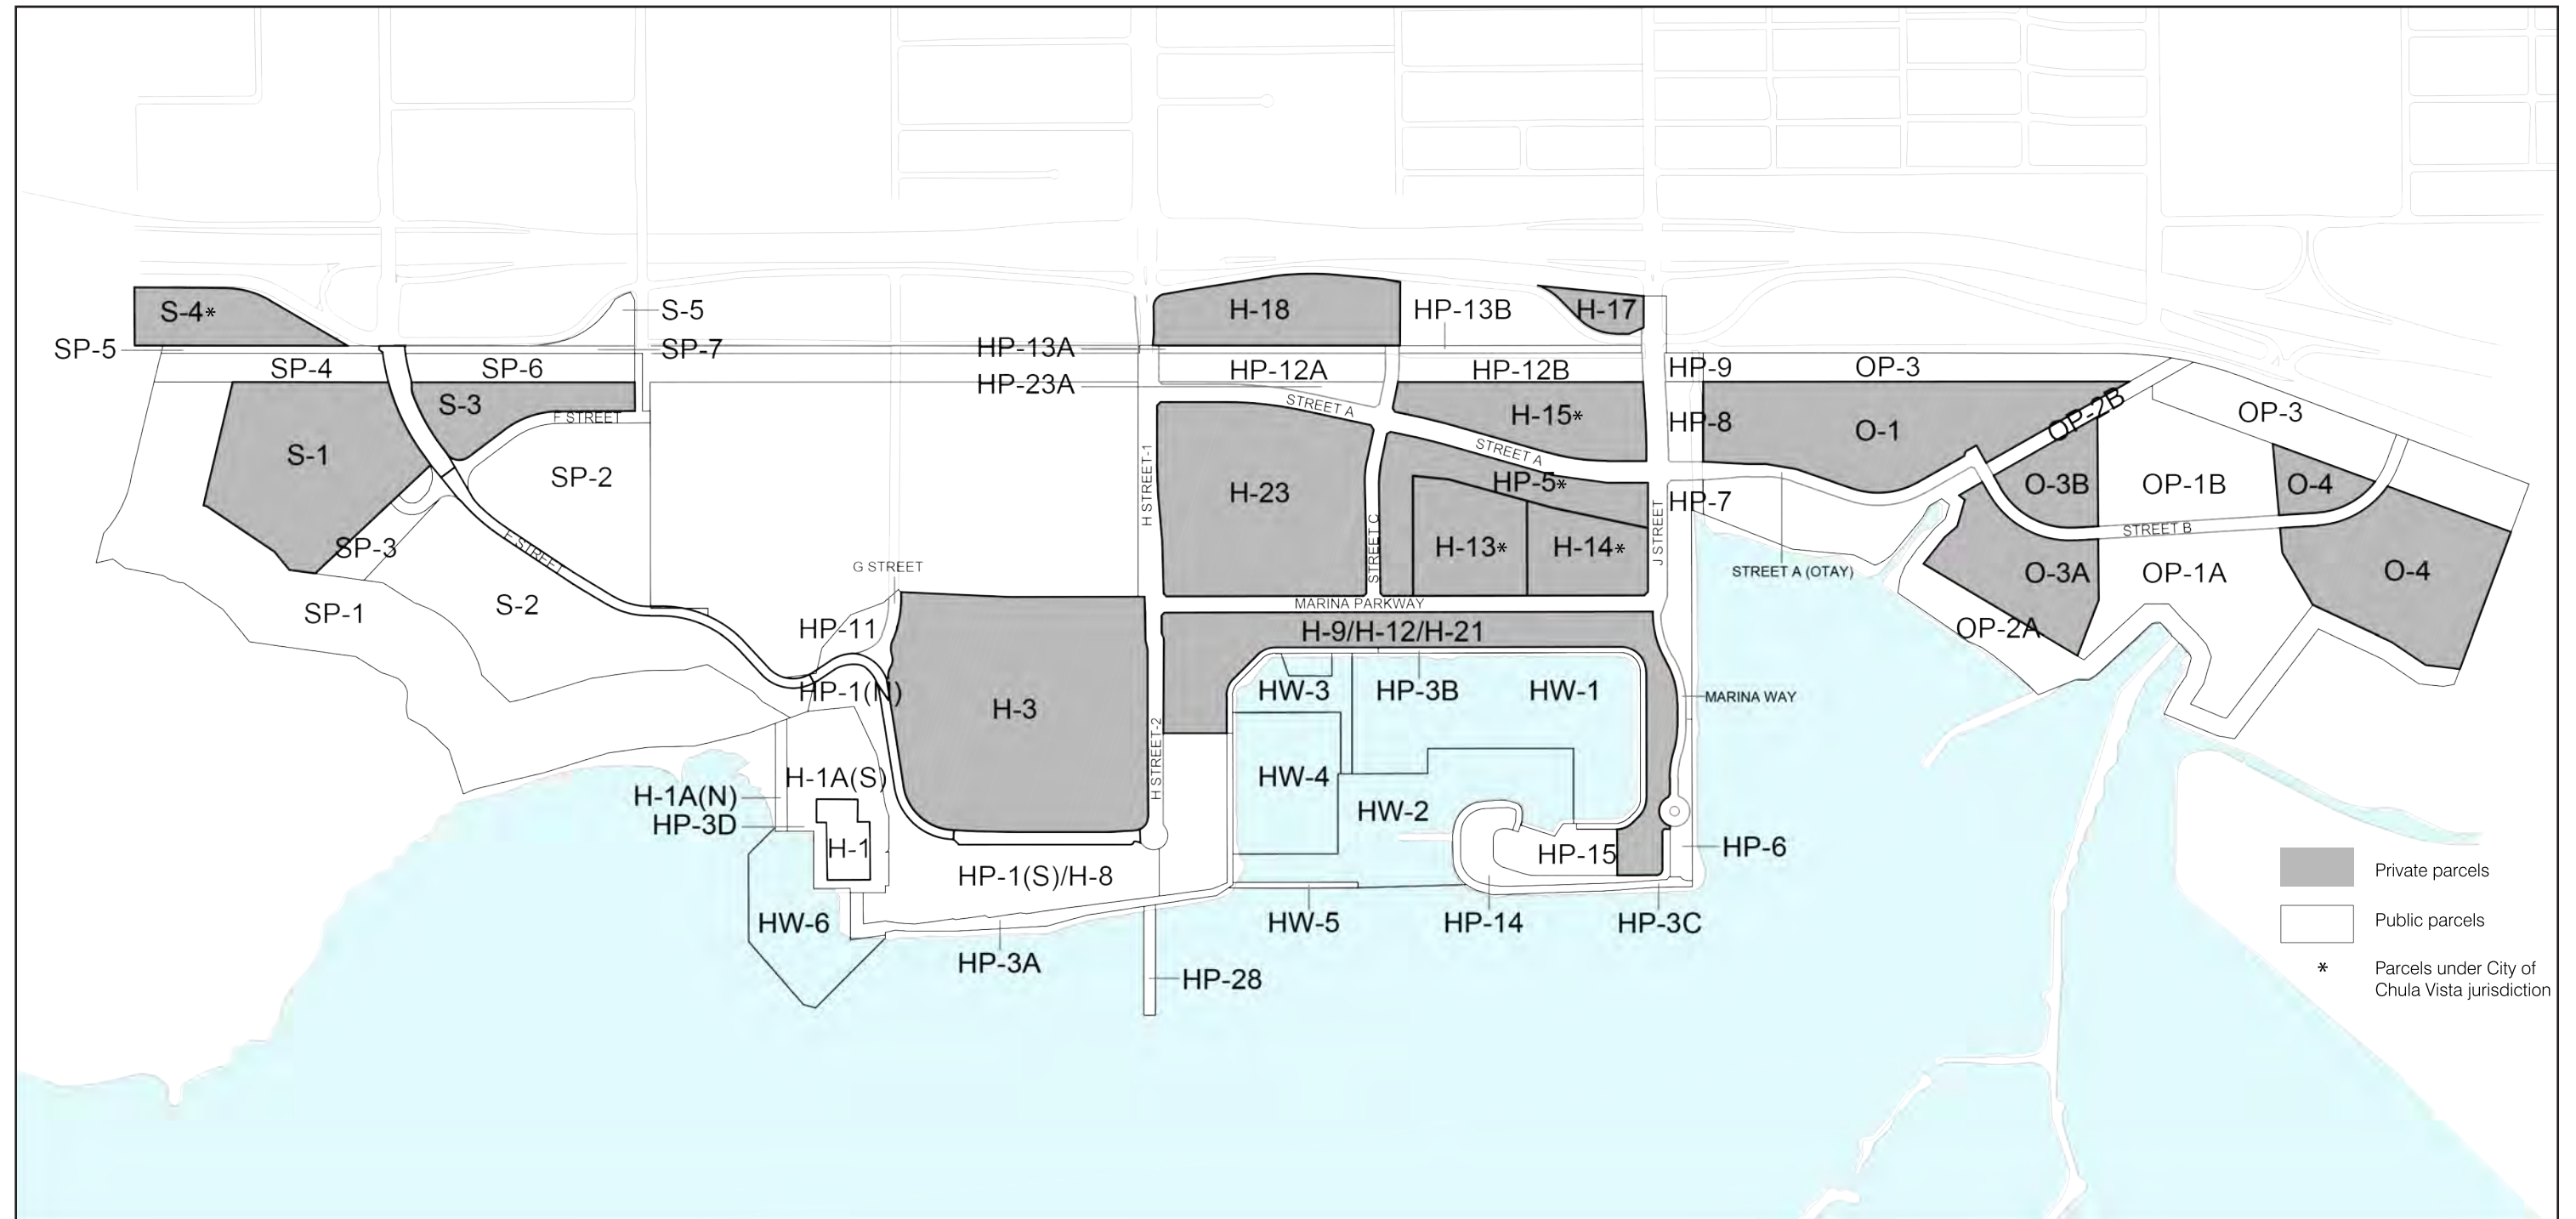 S-4*
S-5
H-18
HP-13B
H-17
SP-5
SP-7
HP-13A
SP-4
SP-6
HP-12A
HP-12B
HP-9
OP-3
HP-23A
S-3
STREET A
H-15*
OP-2B
OP-3
F STREET
HP-8
O-1
S-1
STREET A
SP-2
H STREET-1
H-23
HP-5*
HP-7
O-3B
OP-1B
O-4
STREET B
SP-3
E STREET
STREET C
H-13*
H-14*
J STREET
G STREET
STREET A (OTAY)
O-3A
OP-1A
O-4
SP-1
S-2
MARINA PARKWAY
HP-11
H-9/H-12/H-21
OP-2A
HP-1(N)
HW-3
HP-3B
HW-1
MARINA WAY
H-3
H STREET-2
H-1A(S)
HW-4
H-1A(N)
HW-2
HP-3D
H-1
HP-15
HP-6
HP-1(S)/H-8
HW-6
HW-5
HP-14
HP-3C
HP-3A
HP-28
Private parcels
Public parcels
* Parcels under City of
Chula Vista jurisdiction